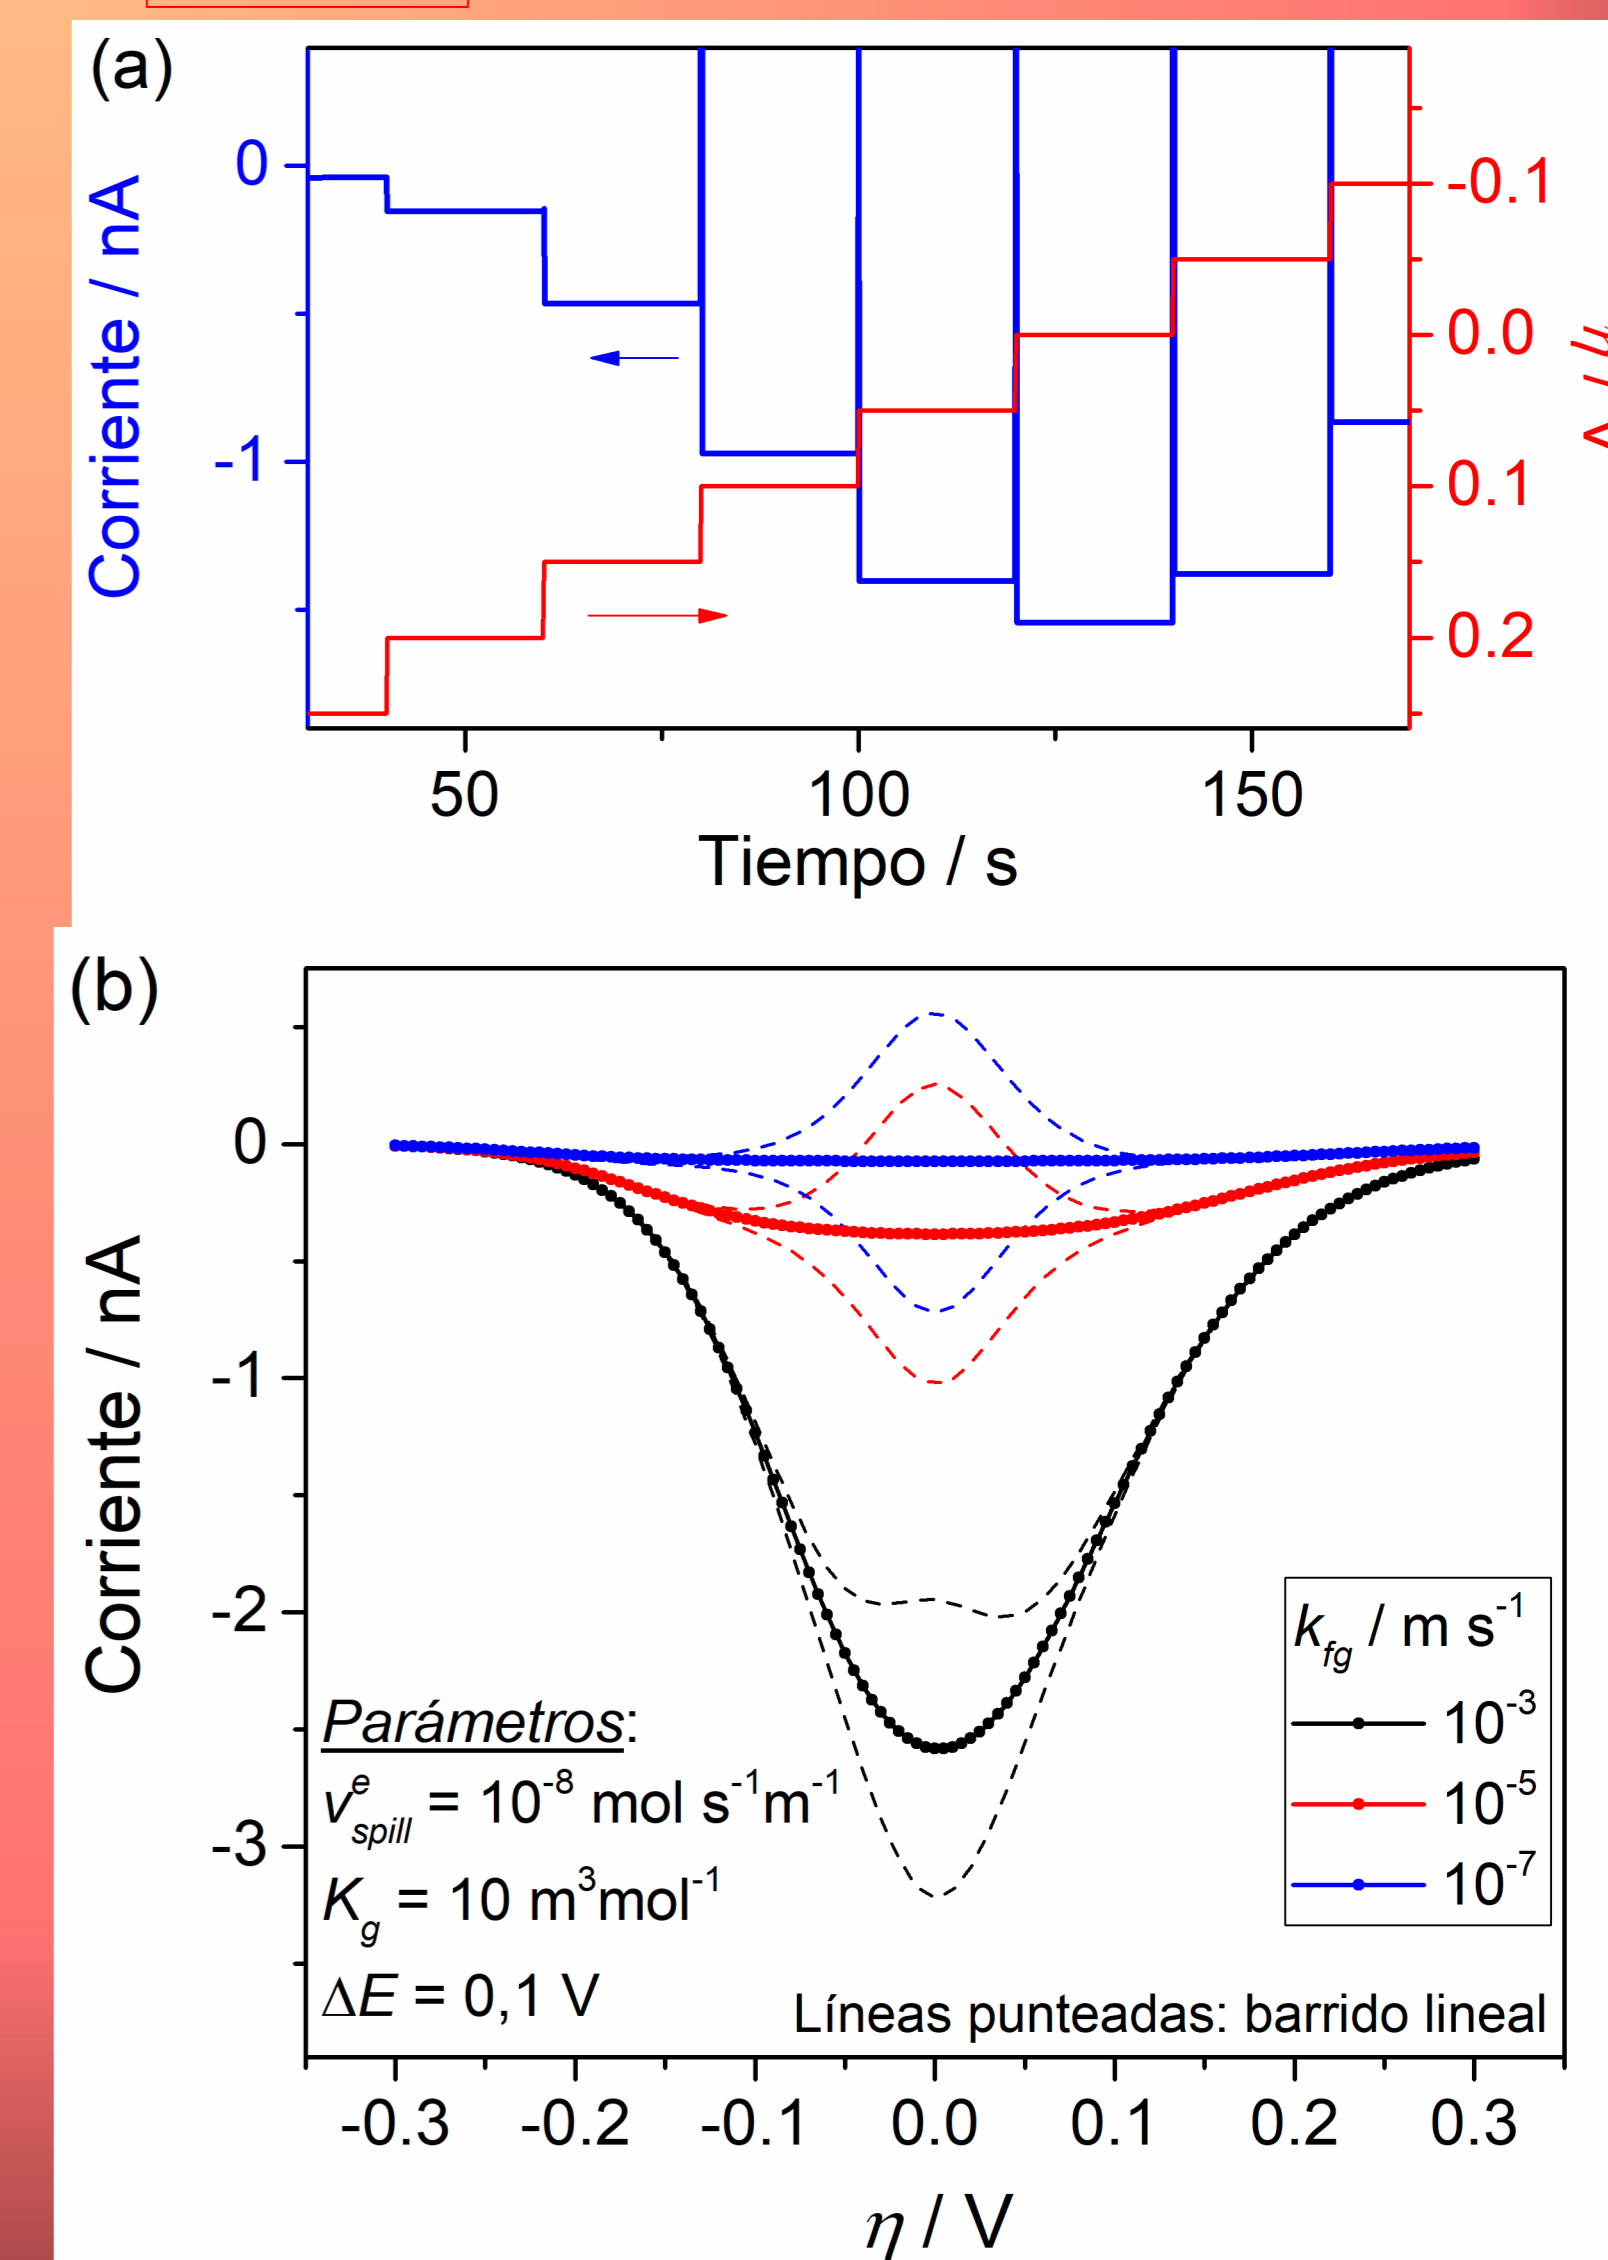 (a)
Corriente / nA
0
-1
-0.1
0.0
0.1
0.2
η / V
50
100
150
Tiempo / s
(b)
Corriente / nA
0
-1
-2
-3
k_fg / m s⁻¹
10⁻³
10⁻⁵
10⁻⁷
Parámetros:
v^e_spill = 10⁻⁸ mol s⁻¹m⁻¹
K_g = 10 m³mol⁻¹
ΔE = 0,1 V
Líneas punteadas: barrido lineal
-0.3
-0.2
-0.1
0.0
0.1
0.2
0.3
η / V